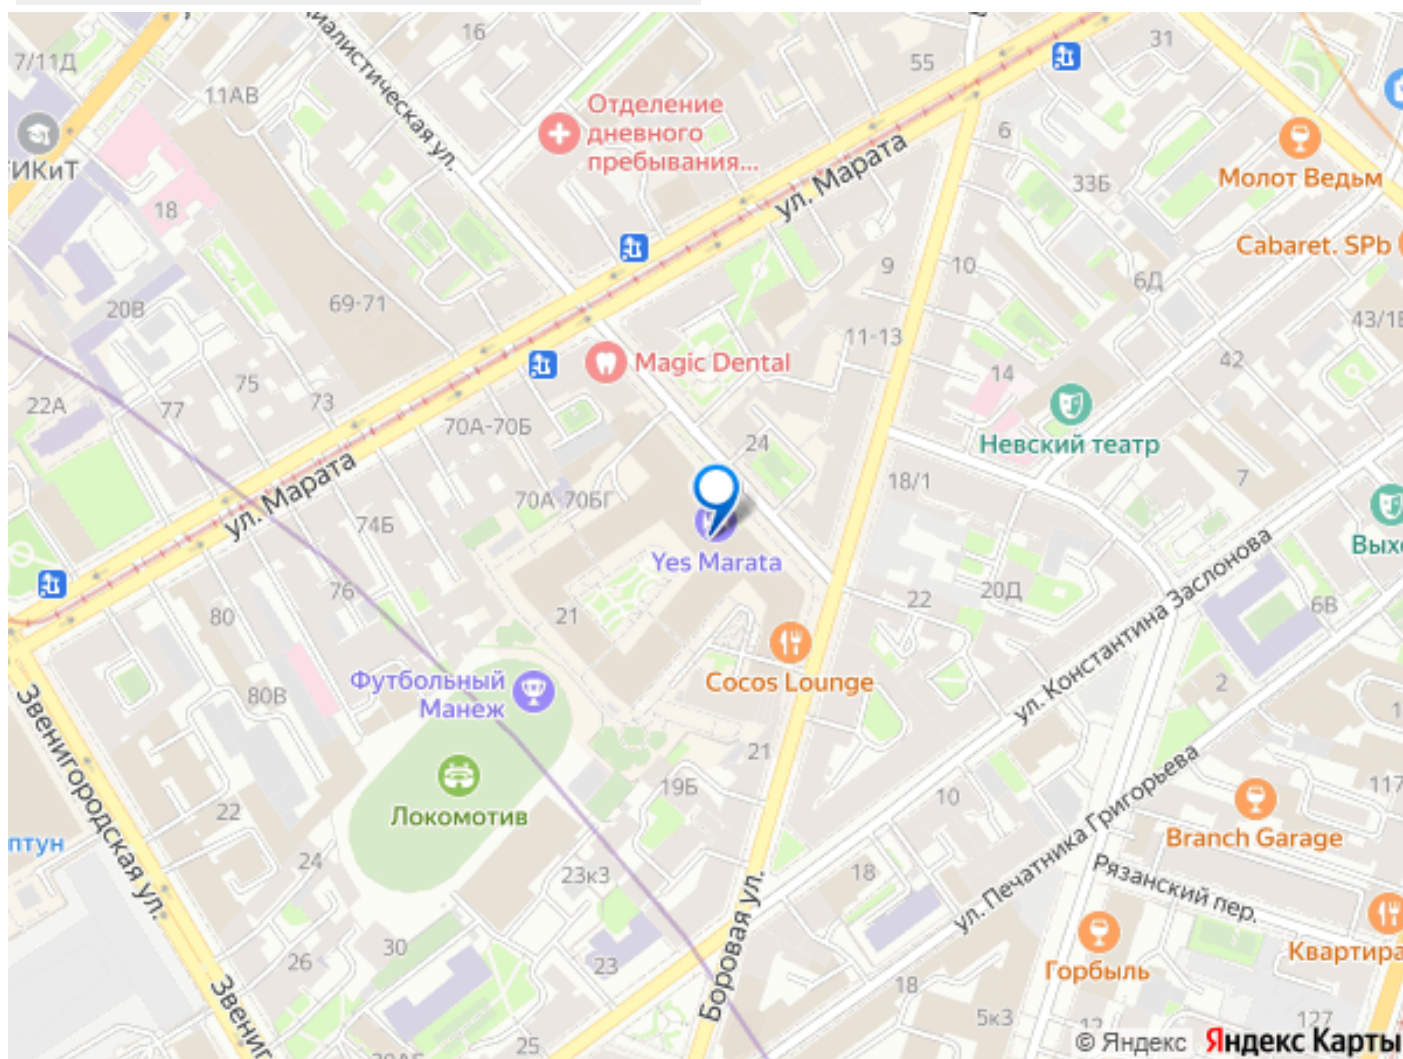 иалистическая ул.
16
55
31
7/11Д
11АВ
Отделение
дневного
пребывания...
6
ИКиТ
ул. Марата
33Б
Молот Ведьм
18
Cabaret. SPb
9
10
6Д
20В
69-71
11-13
43/1В
Magic Dental
42
75
14
22А
77
73
70А-70Б
24
Невский театр
18/1
7
ул. Марата
70А-70БГ
74Б
Yes Marata
Вых
76
20Д
22
6В
80
21
ул. Константина Заслонова
Футбольный
Манеж
Cocos Lounge
2
80В
21
Звенигородская ул.
19Б
10
117
22
Локомотив
Branch Garage
птун
24
23к3
18
ул. Печатника Григорьева
Рязанский пер.
Боровая ул.
30
26
23
Горбыль
Квартира
18
Звениг
5к3
127
25
© Яндекс
Яндекс Карты